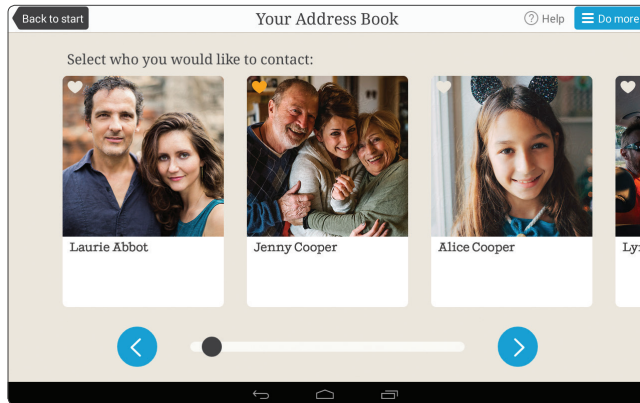 Back to start
Your Address Book
Help
Do more
Select who you would like to contact:
Laurie Abbot
Jenny Cooper
Alice Cooper